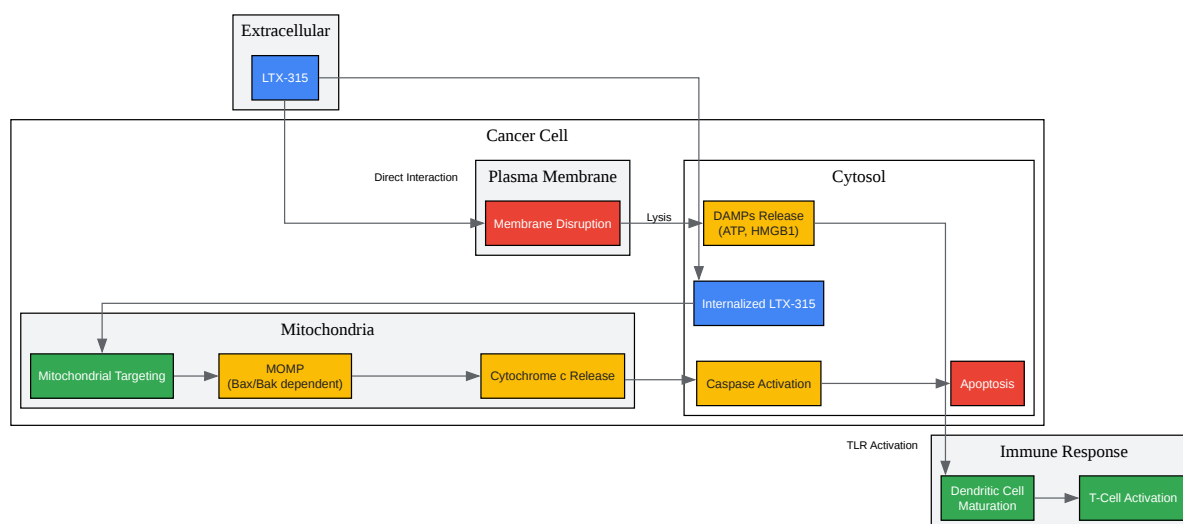 Extracellular
LTX-315
Cancer Cell
Direct Interaction
Plasma Membrane
Membrane Disruption
Lysis
Cytosol
DAMPs Release
(ATP, HMGB1)
Internalized LTX-315
Mitochondria
Mitochondrial Targeting
MOMP
(Bax/Bak dependent)
Cytochrome c Release
Caspase Activation
Apoptosis
TLR Activation
Immune Response
Dendritic Cell
Maturation
T-Cell Activation